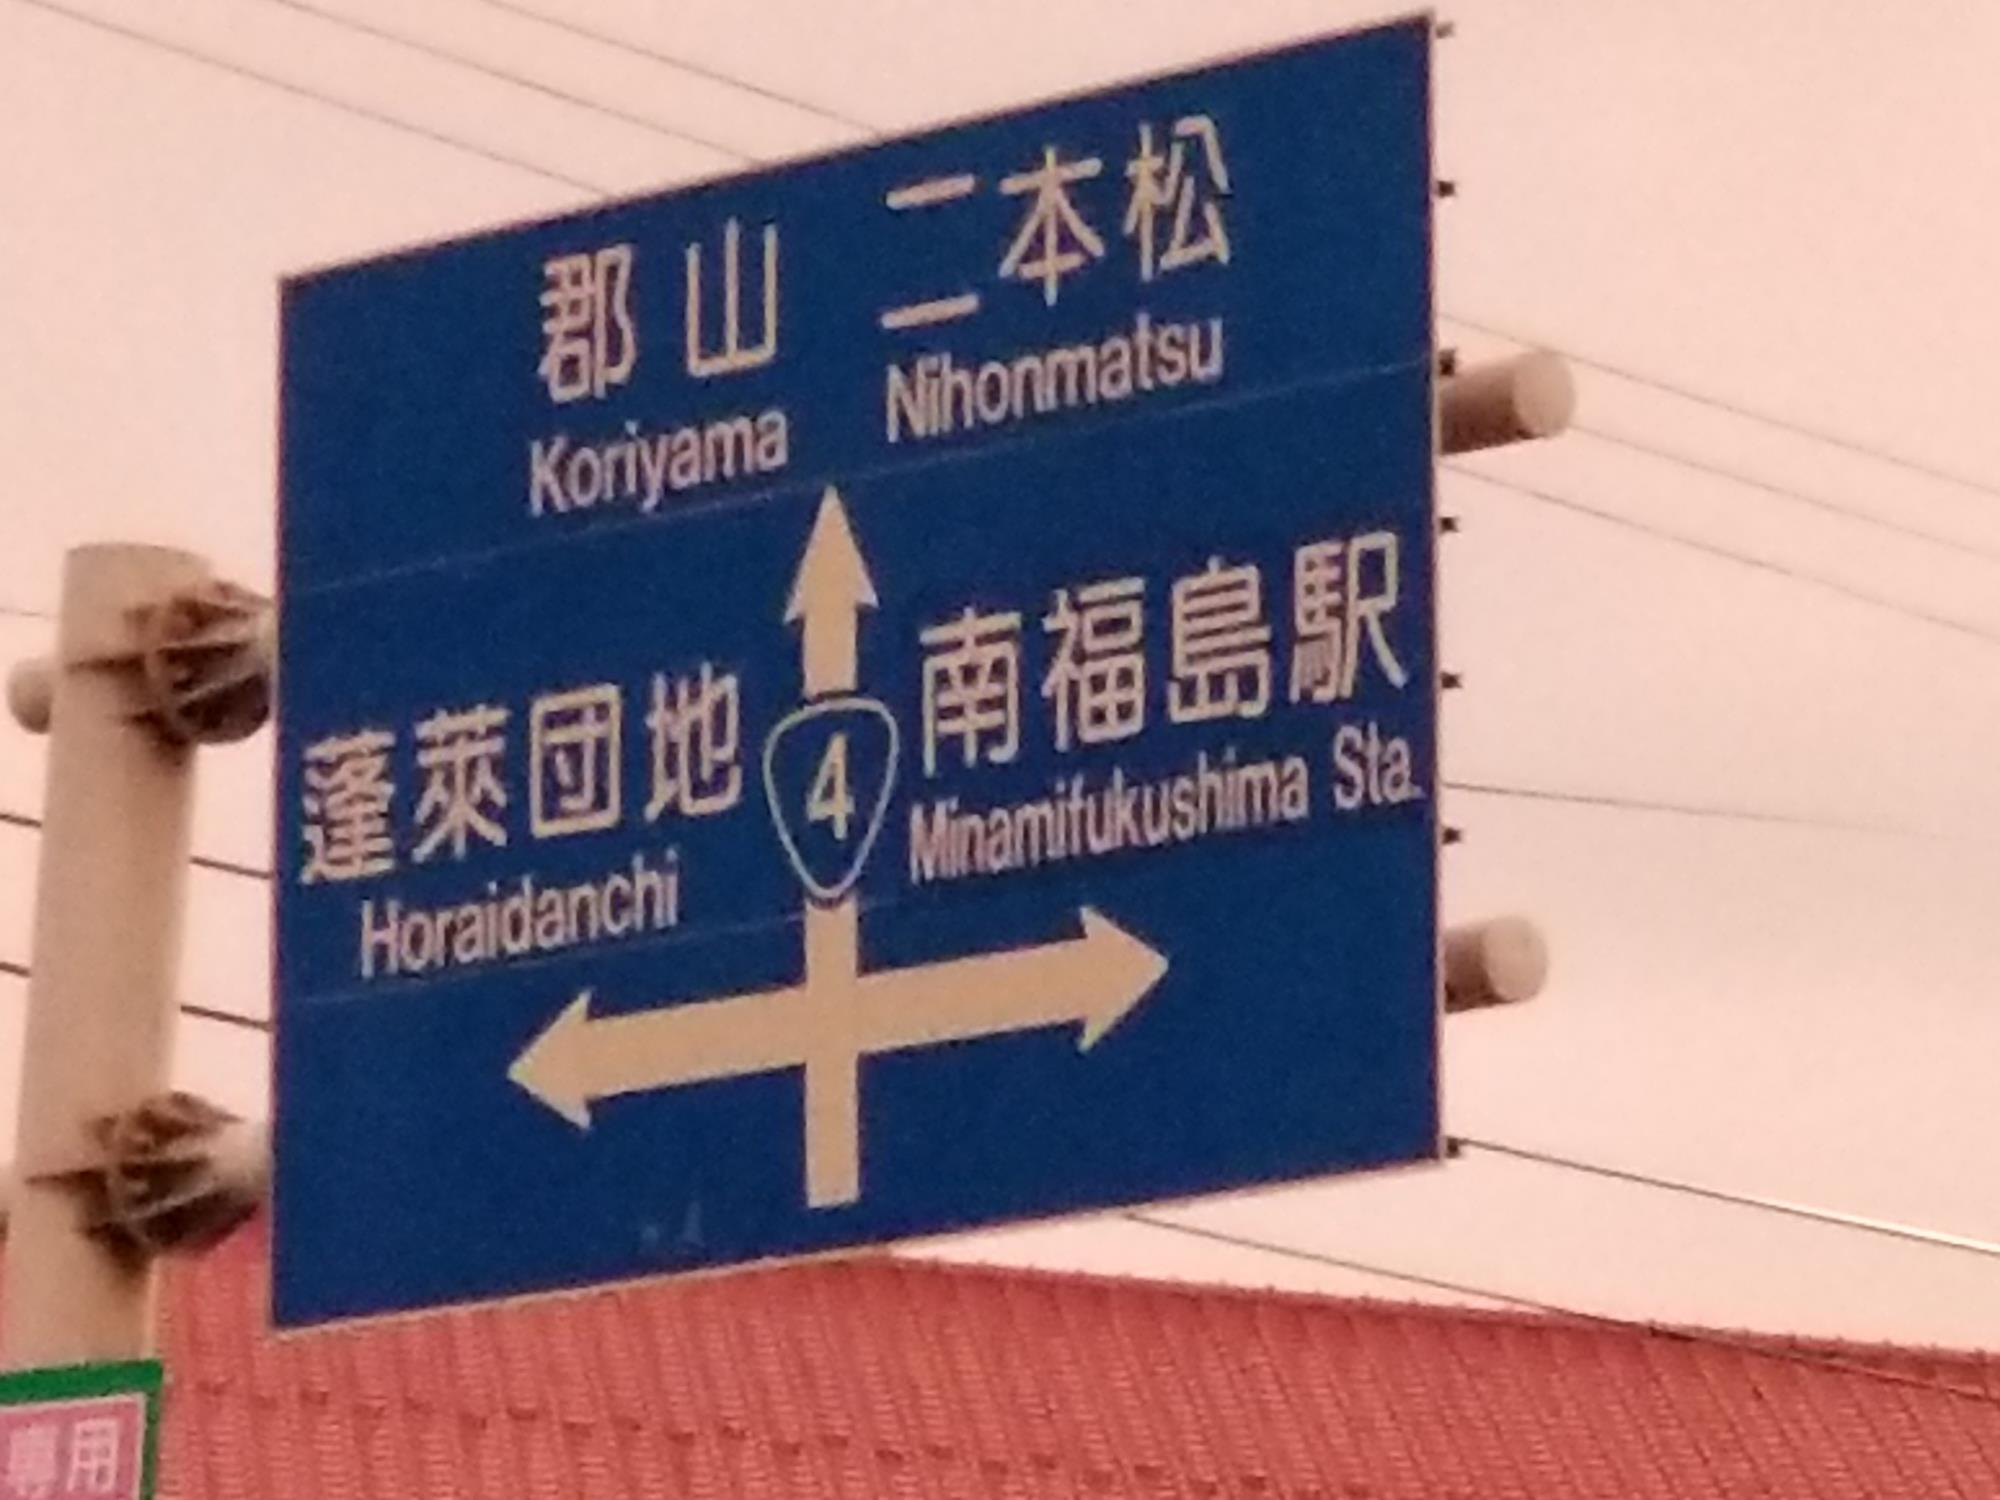 郡山 二本松
Koriyama Nihonmatsu
蓬萊団地 4 南福島駅
Horaidanchi Minamifukushima Sta.
専用